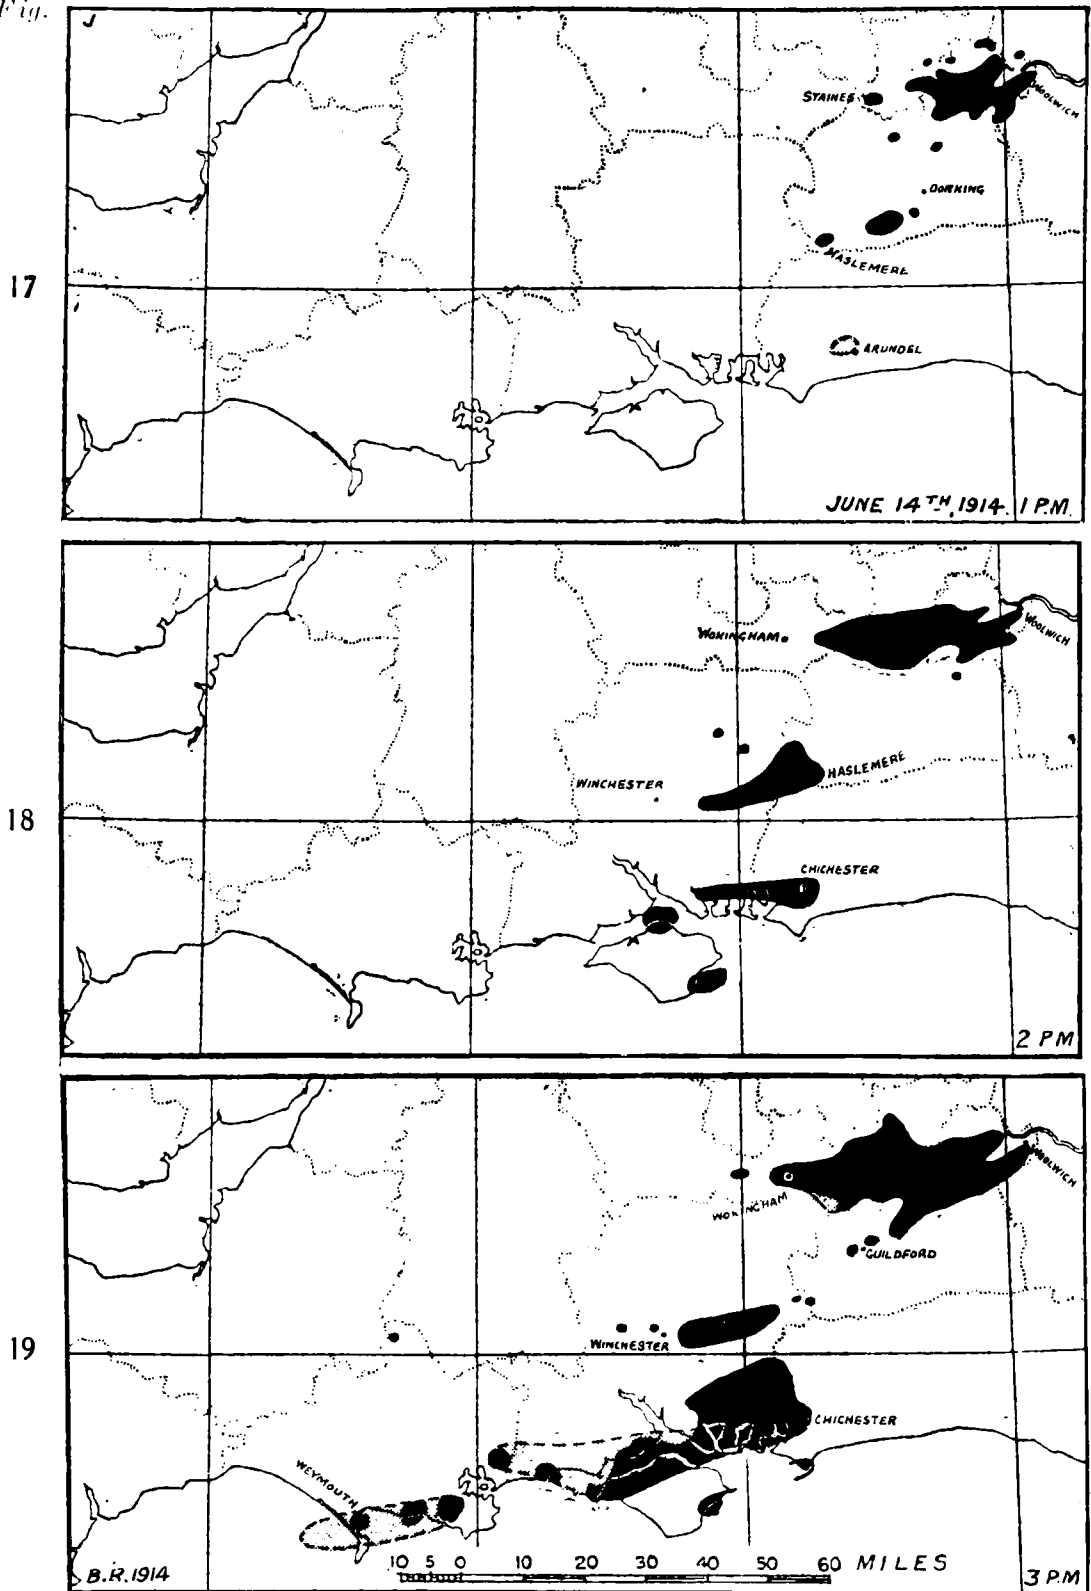 Fig.
17
STAINES
WOOLWICH
DORKING
HASLEMERE
ARUNDEL
JUNE 14TH, 1914. 1 P.M.
18
WOKINGHAM
WOOLWICH
WINCHESTER
HASLEMERE
CHICHESTER
2 PM
19
WOKINGHAM
WOOLWICH
GUILDFORD
WINCHESTER
CHICHESTER
WEYMOUTH
10 5 0 10 20 30 40 50 60 MILES
B.R. 1914
3 PM